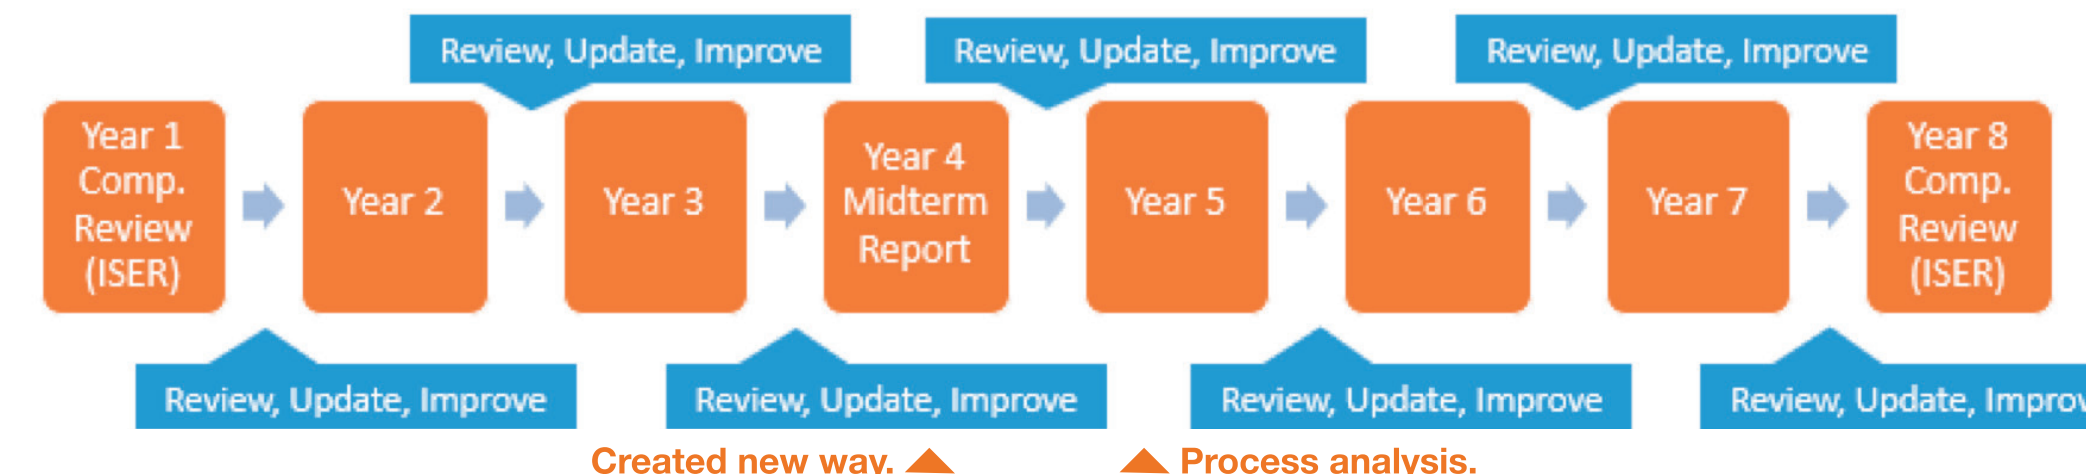 Review, Update, Improve
Review, Update, Improve
Review, Update, Improve
Year 1
Comp.
Review
(ISER)
Year 2
Year 3
Year 4
Midterm
Report
Year 5
Year 6
Year 7
Year 8
Comp.
Review
(ISER)
Review, Update, Improve
Review, Update, Improve
Review, Update, Improve
Review, Update, Improv
Created new way.
Process analysis.